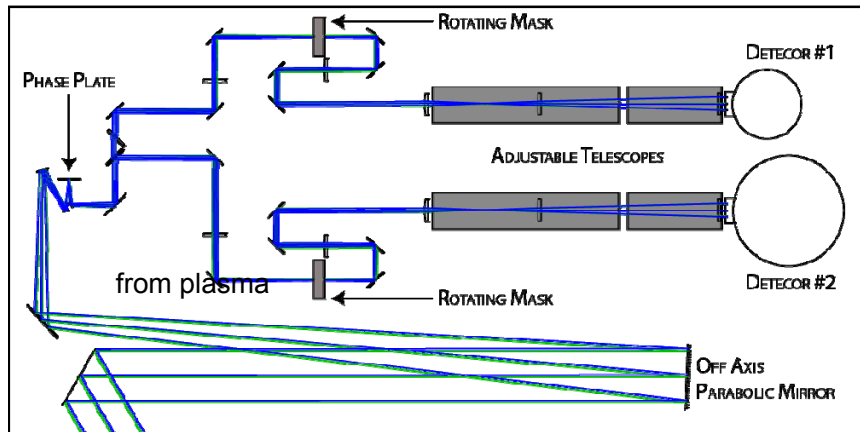 ROTATING MASK
DETECOR #1
PHASE PLATE
ADJUSTABLE TELESCOPES
from plasma
DETECOR #2
ROTATING MASK
OFF AXIS
PARABOLIC MIRROR